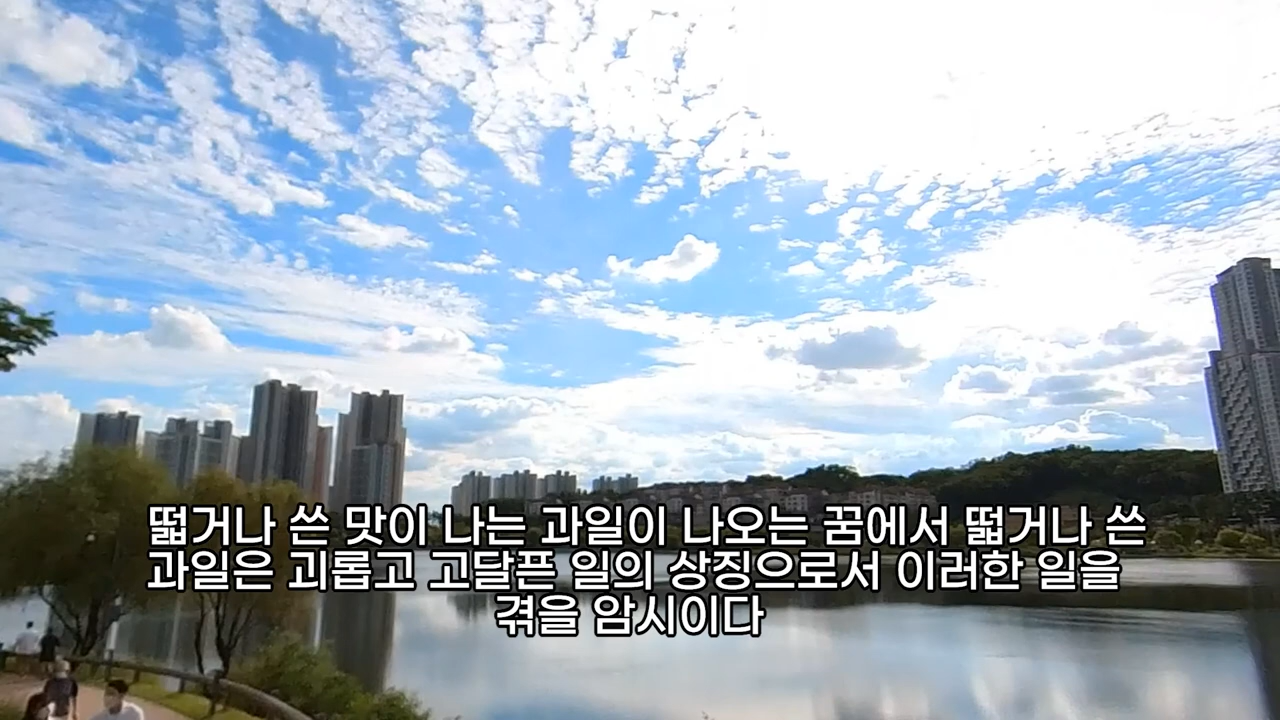 떫거나 쓴 맛이 나는 과일이 나오는 꿈에서 떫거나 쓴
과일은 괴롭고 고달픈 일의 상징으로서 이러한 일을
겪을 암시이다